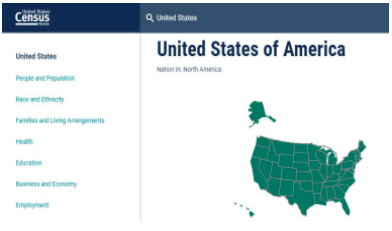 United States
Census
Bureau
United States
United States of America
Nation in: North America
United States
People and Population
Race and Ethnicity
Families and Living Arrangements
Health
Education
Business and Economy
Employment